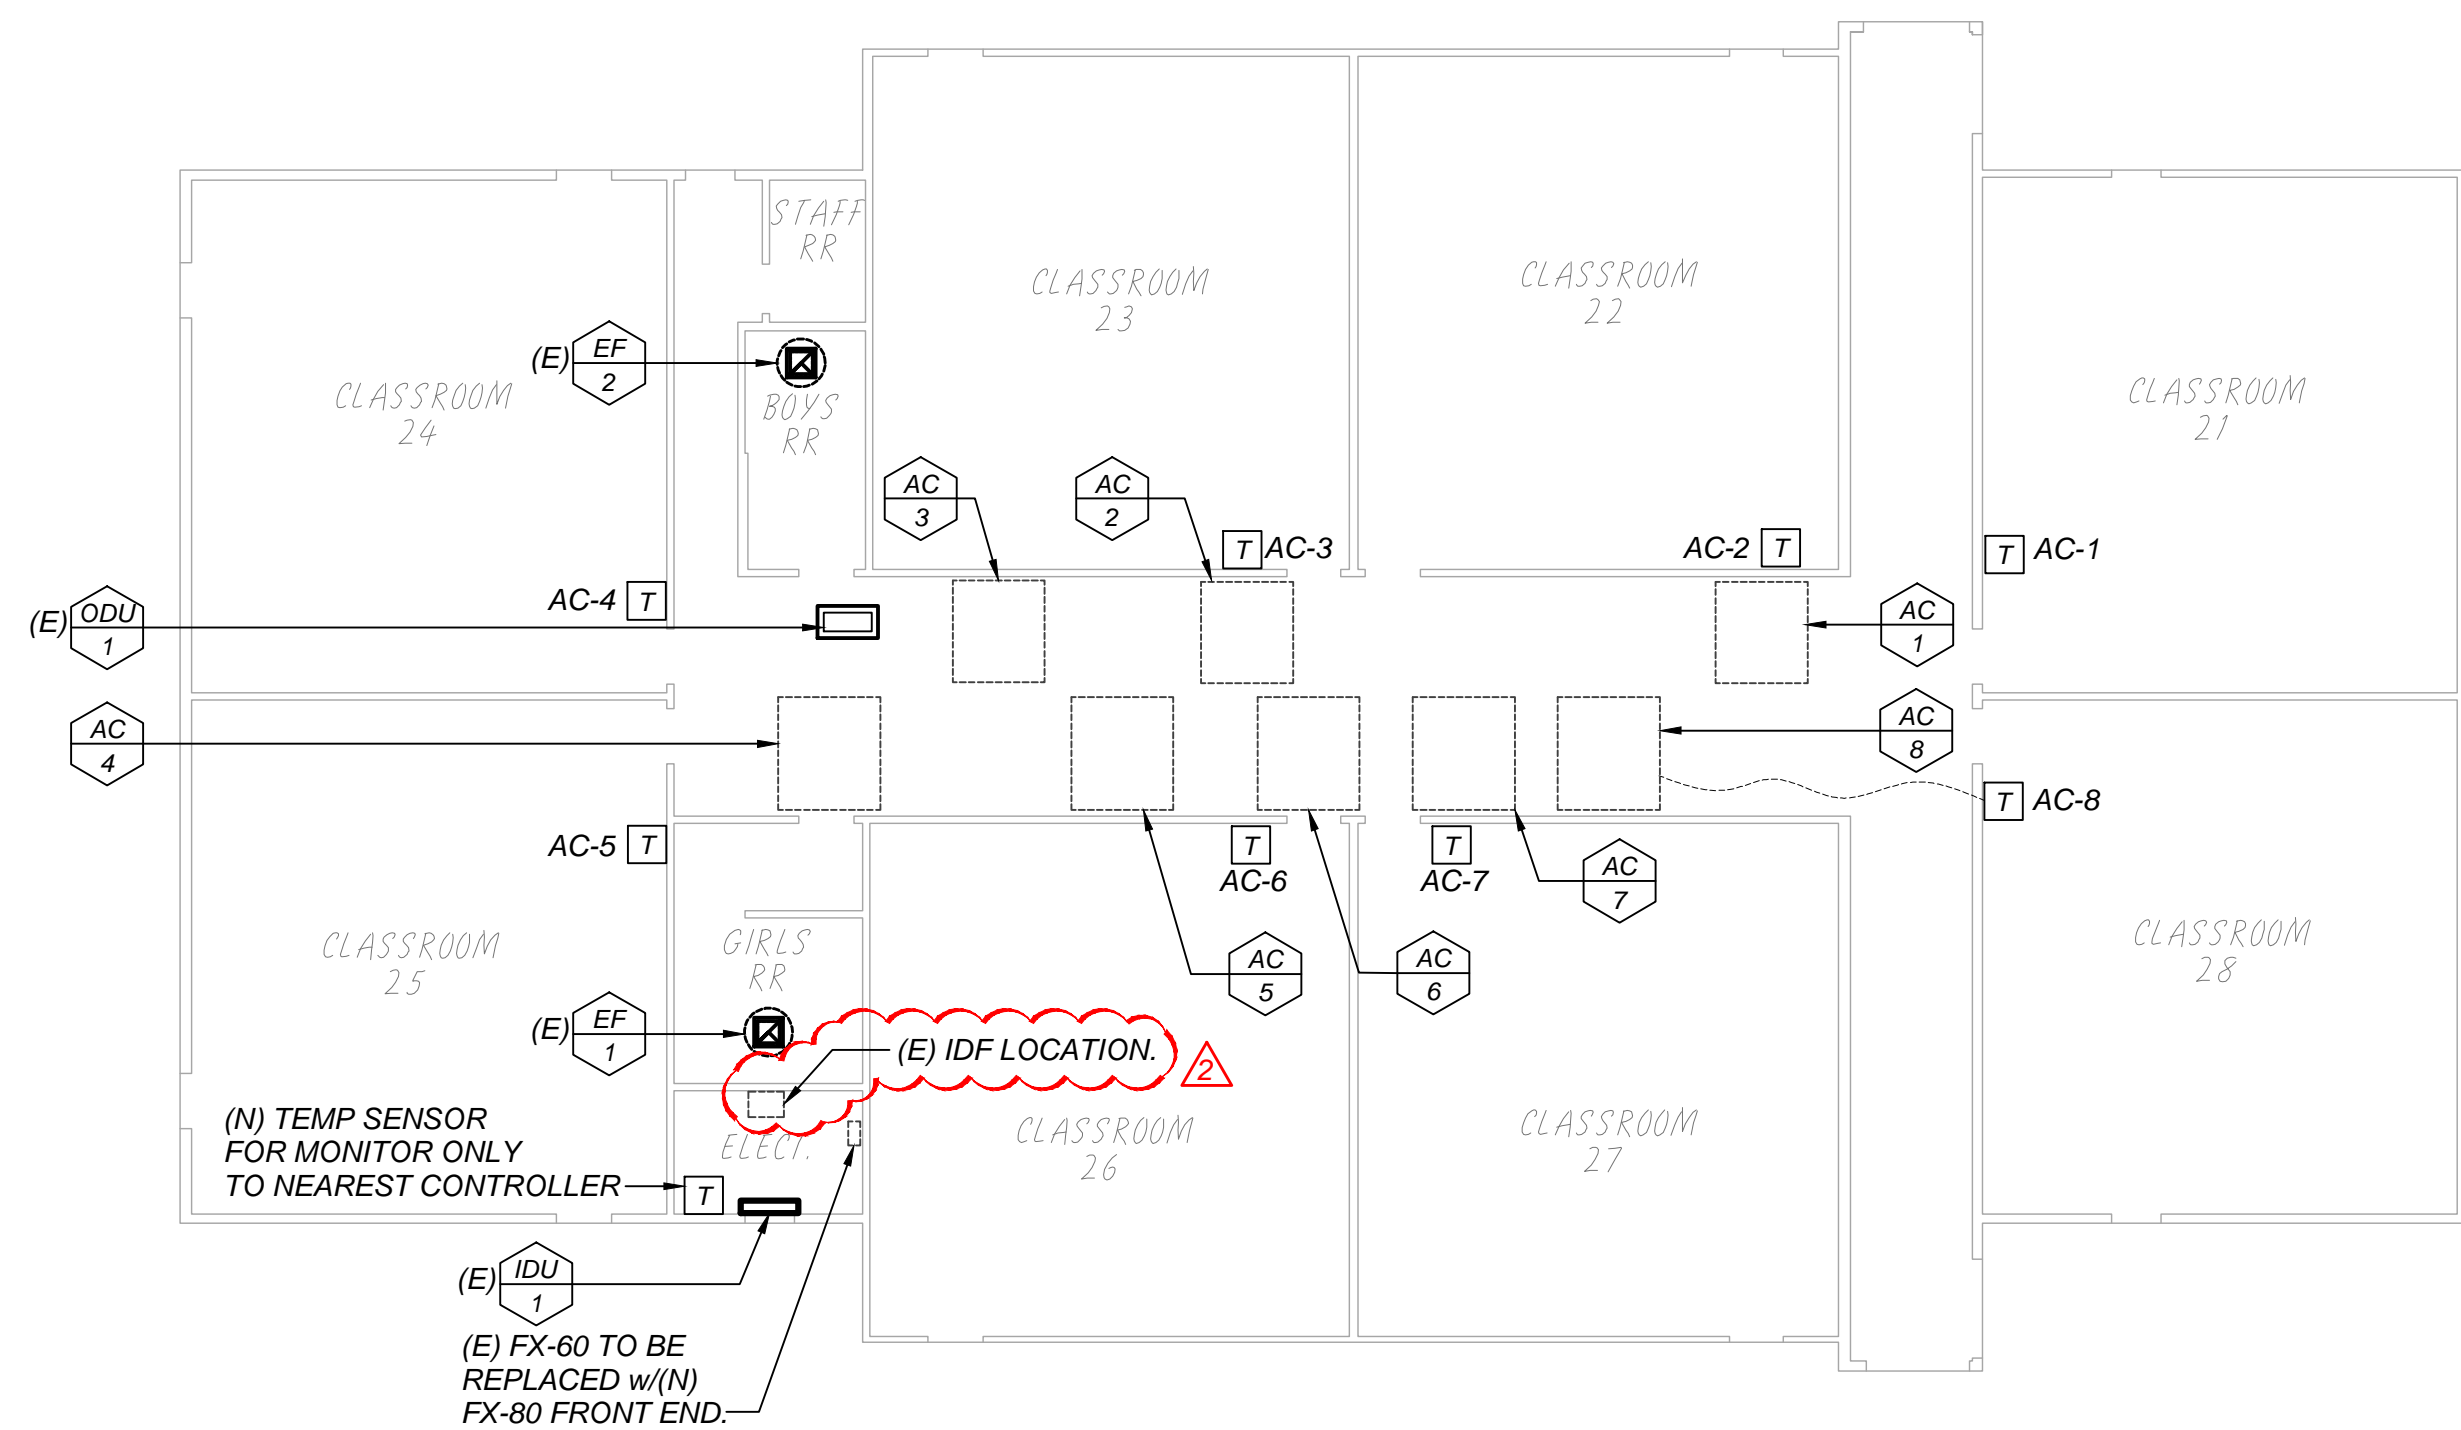 STAFF
RR
CLASSROOM
23
CLASSROOM
22
(E)
EF
2
CLASSROOM
24
BOYS
RR
CLASSROOM
21
AC
3
AC
2
T
AC-3
AC-2
T
T
AC-1
AC-4
T
(E)
ODU
1
AC
1
AC
4
AC
8
T
AC-8
AC-5
T
T
AC-6
T
AC-7
AC
7
GIRLS
RR
CLASSROOM
25
AC
5
AC
6
CLASSROOM
28
(E)
EF
1
(E) IDF LOCATION.
2
(N) TEMP SENSOR
FOR MONITOR ONLY
TO NEAREST CONTROLLER
T
ELECT.
CLASSROOM
26
CLASSROOM
27
(E)
IDU
1
(E) FX-60 TO BE
REPLACED w/(N)
FX-80 FRONT END.